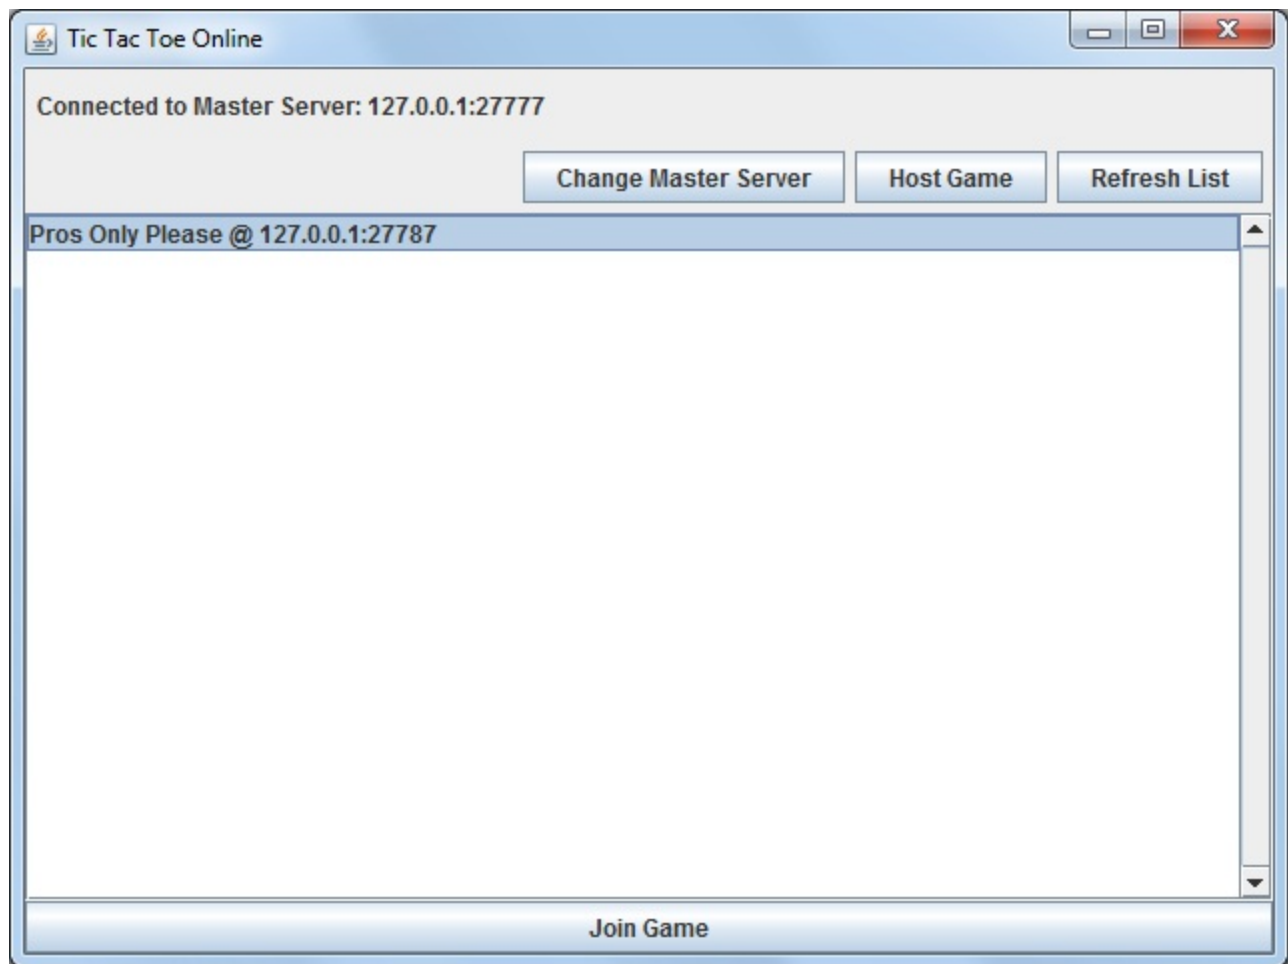 Tic Tac Toe Online
Connected to Master Server: 127.0.0.1:27777
Change Master Server Host Game Refresh List
Pros Only Please @ 127.0.0.1:27787
Join Game